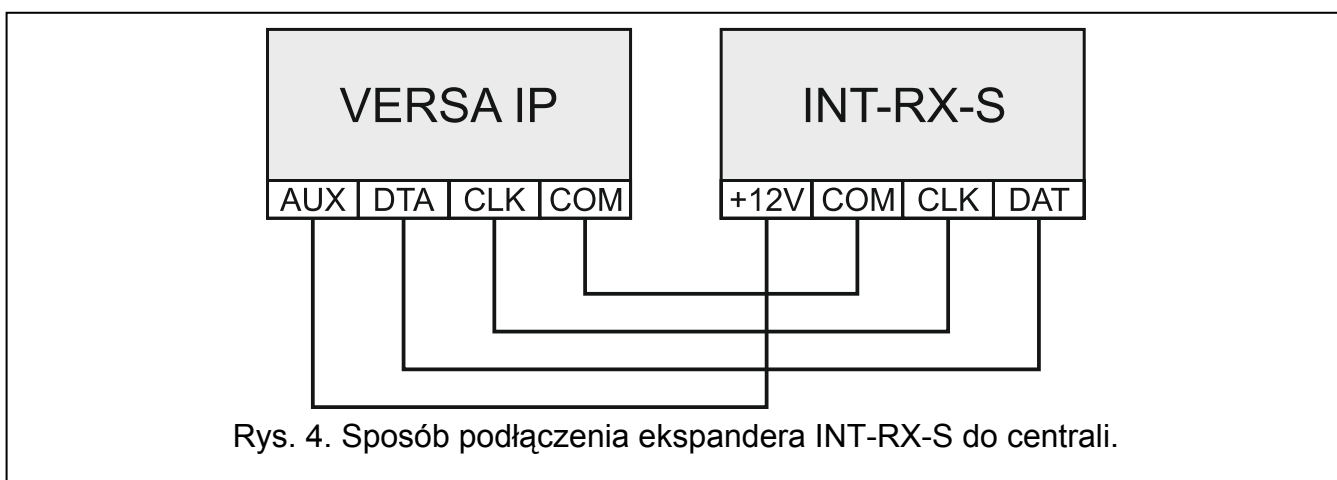 VERSA IP
INT-RX-S
AUX DTA CLK COM
+12V COM CLK DAT
Rys. 4. Sposób podłączenia ekspandera INT-RX-S do centrali.